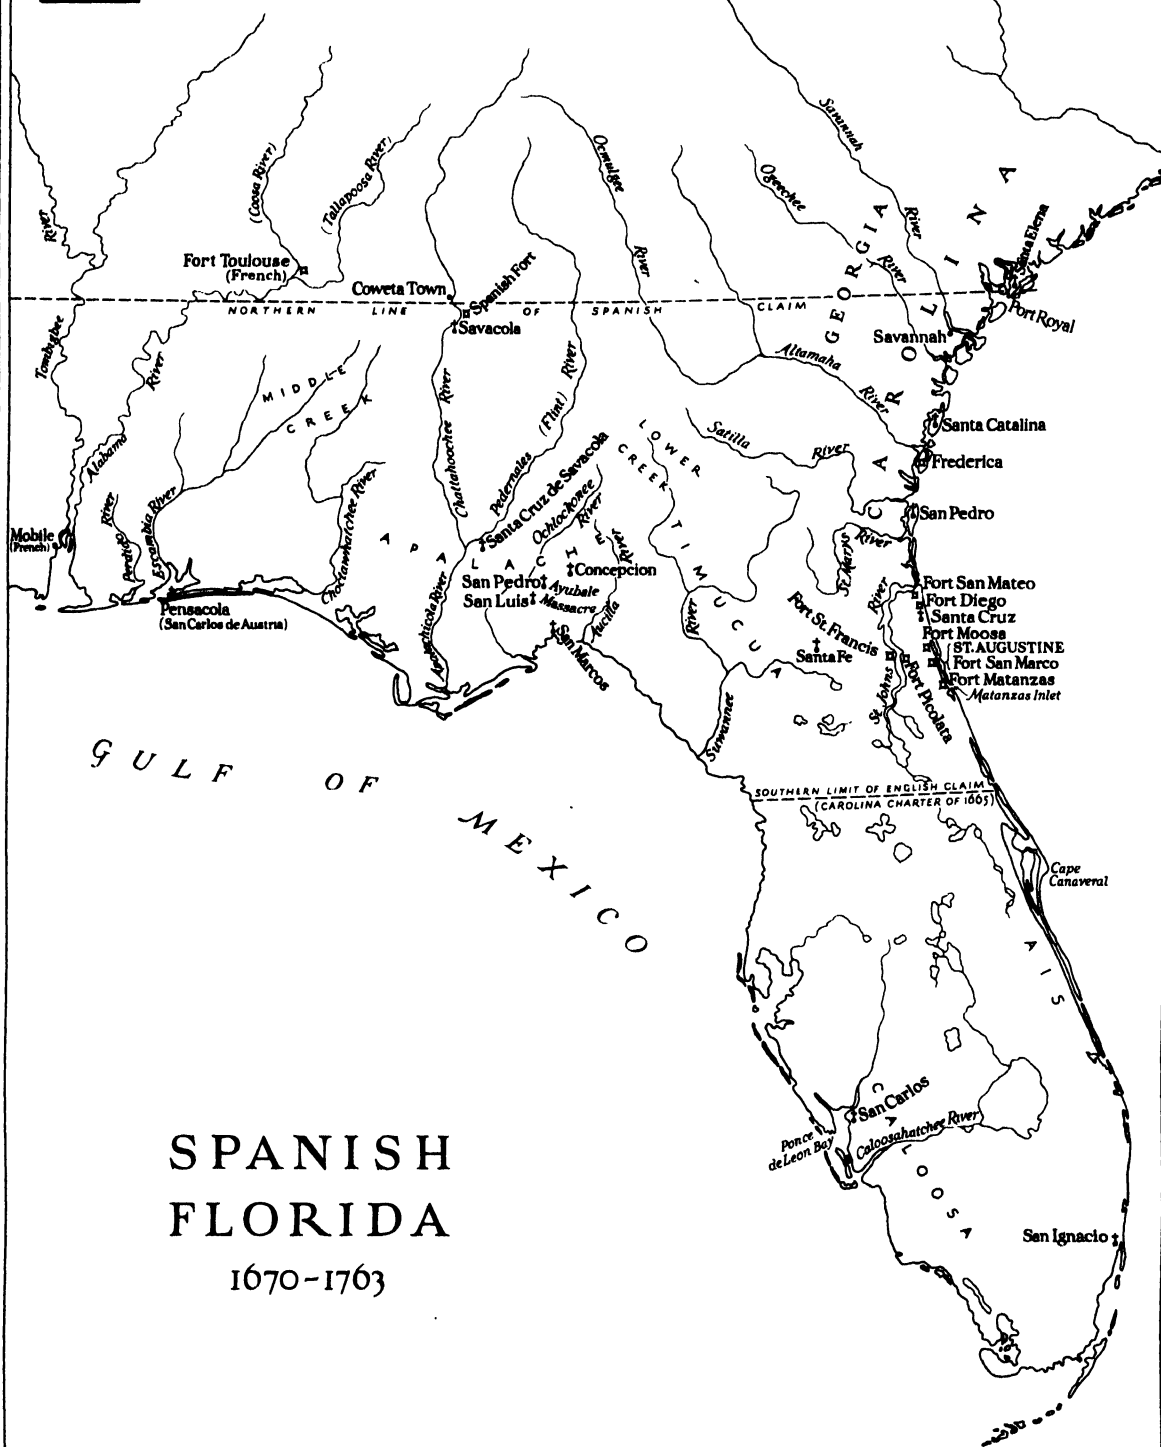 Savannah
River
Ocmulgee
River
Ogeechee
River
(Coosa River)
(Tallapoosa River)
River
Tombigbee
GEORGIA
CAROLINA
Santa Elena
Port Royal
Fort Toulouse
(French)
Coweta Town
Spanish Fort
Savacola
NORTHERN LINE OF SPANISH CLAIM
Savannah
Altamaha
River
River
Alabama
MIDDLE
CREEK
River
Chattahoochee
River
(Flint)
Pedernales
LOWER
CREEK
Satilla
River
Santa Catalina
Frederica
San Pedro
Santa Cruz de Savacola
Ochlockonee
River
River
Perdido
Escambia River
Choctawhatchee River
Mobile
(French)
Pensacola
(San Carlos de Austria)
APALACHE
Apalachicola River
San Pedro
San Luis
Concepcion
Ayubale
Massacre
River
Aucilla
San Marcos
TIMUCUA
River
Suwannee
St. Marys
River
River
St. Johns
Fort St. Francis
Santa Fe
Fort San Mateo
Fort Diego
Santa Cruz
Fort Moosa
ST. AUGUSTINE
Fort San Marco
Fort Matanzas
Matanzas Inlet
Fort Picolata
GULF OF MEXICO
SOUTHERN LIMIT OF ENGLISH CLAIM
(CAROLINA CHARTER OF 1665)
Cape
Canaveral
AIS
San Carlos
Caloosahatchee River
Ponce
de Leon Bay
CALOOSA
San Ignacio
SPANISH
FLORIDA
1670-1763